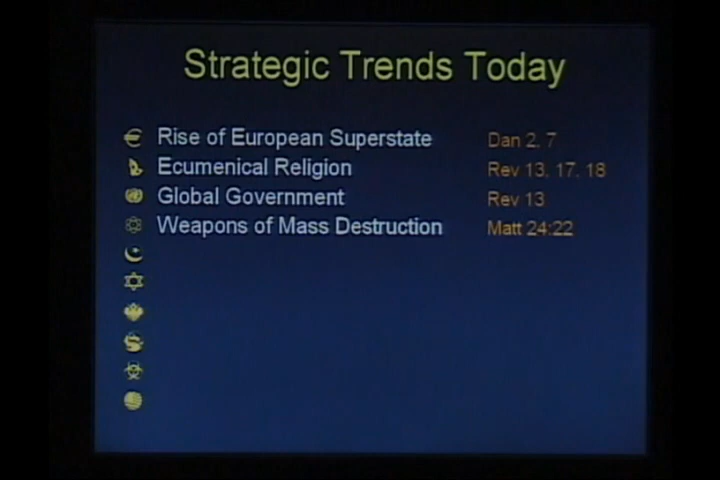 Strategic Trends Today
€ Rise of European Superstate Dan 2, 7
Ecumenical Religion Rev 13, 17, 18
Global Government Rev 13
Weapons of Mass Destruction Matt 24:22